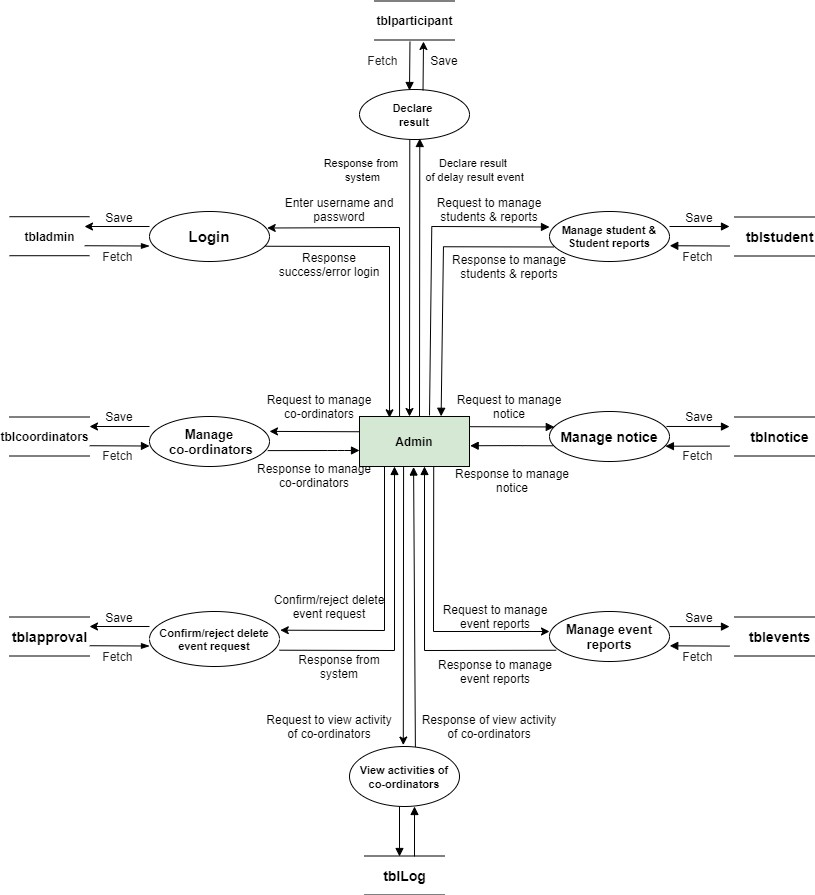 tblparticipant
Fetch
Save
Declare
result
Response from
system
Declare result
of delay result event
Enter username and
password
Request to manage
students & reports
Save
Login
Manage student &
Student reports
Save
tbladmin
tblstudent
Fetch
Response
success/error login
Response to manage
students & reports
Fetch
Request to manage
co-ordinators
Request to manage
notice
Save
Save
tblcoordinators
Manage
co-ordinators
Admin
Manage notice
tblnotice
Fetch
Fetch
Response to manage
co-ordinators
Response to manage
notice
Confirm/reject delete
event request
Request to manage
event reports
Save
Save
tblapproval
Confirm/reject delete
event request
Manage event
reports
tblevents
Fetch
Fetch
Response from
system
Response to manage
event reports
Request to view activity
of co-ordinators
Response of view activity
of co-ordinators
View activities of
co-ordinators
tblLog